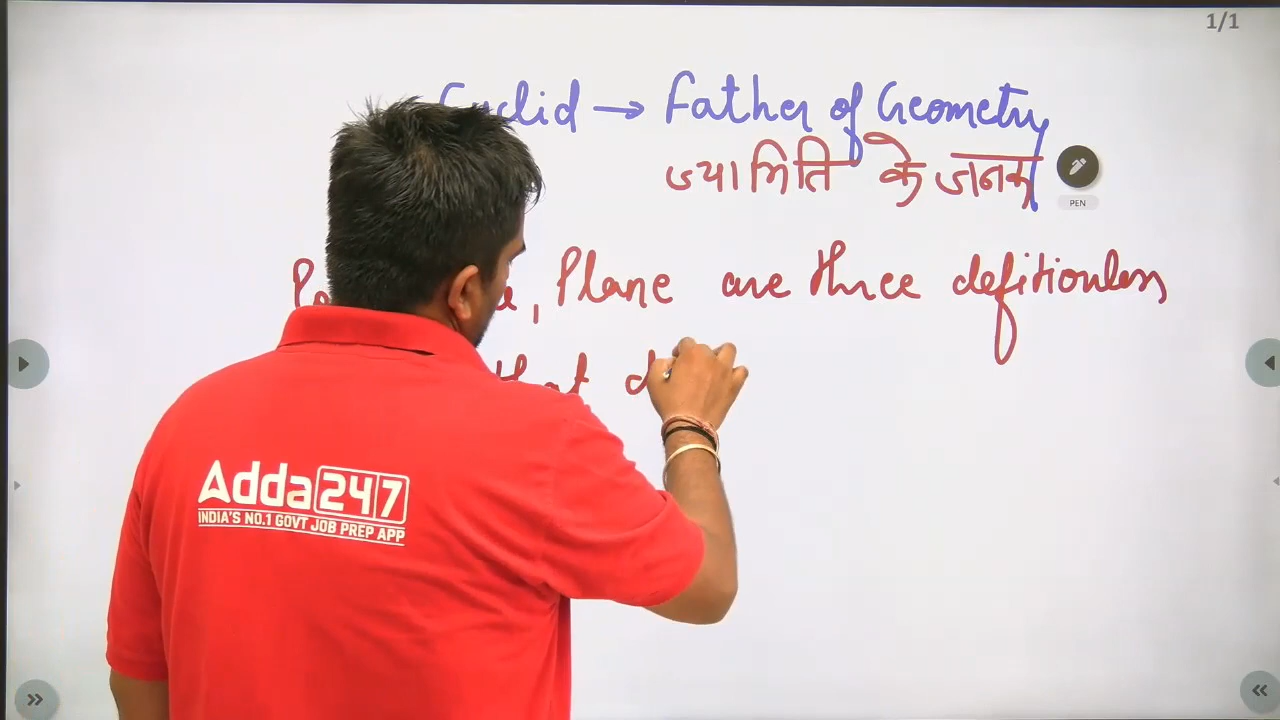 1/1
Euclid → Father of Geometry
ज्यामिति के जनक
PEN
, Plane are three defitionless
that
Adda247
INDIA'S NO.1 GOVT JOB PREP APP